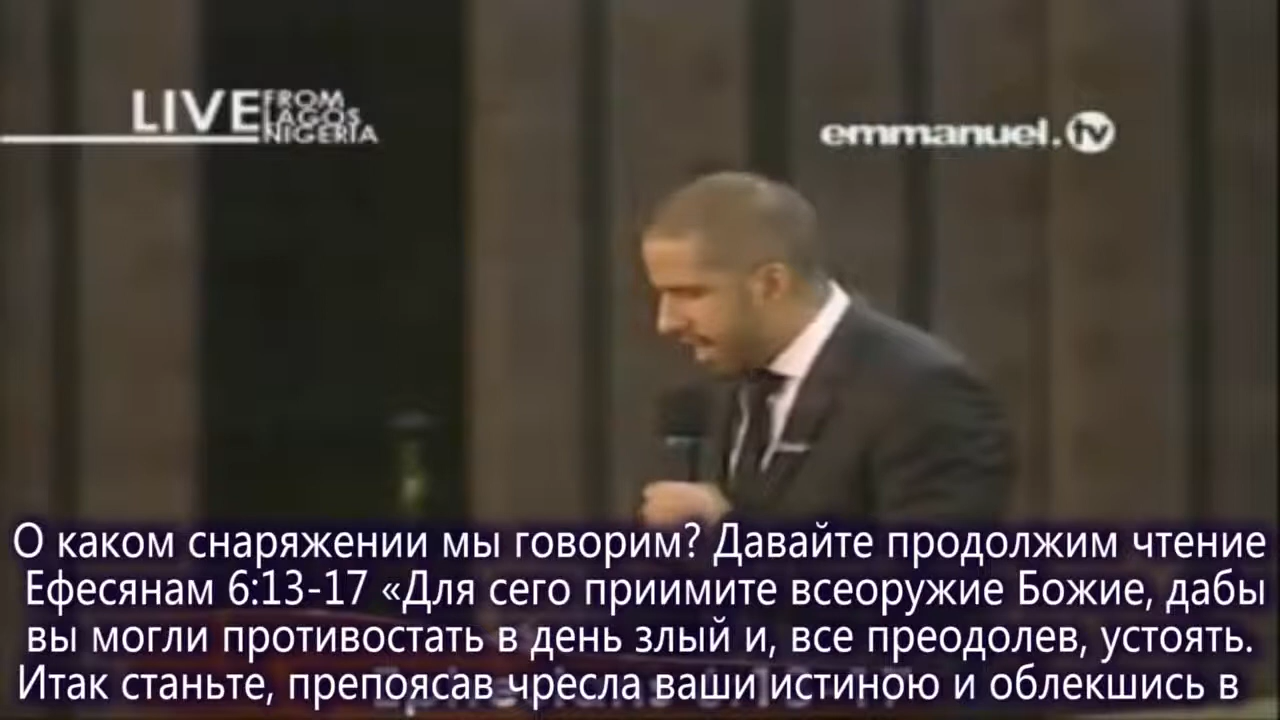 LIVE FROM
LAGOS
NIGERIA
emmanuel.tv
О каком снаряжении мы говорим? Давайте продолжим чтение
Ефесянам 6:13-17 «Для сего приимите всеоружие Божие, дабы
вы могли противостать в день злый и, все преодолев, устоять.
Итак станьте, препоясав чресла ваши истиною и облекшись в